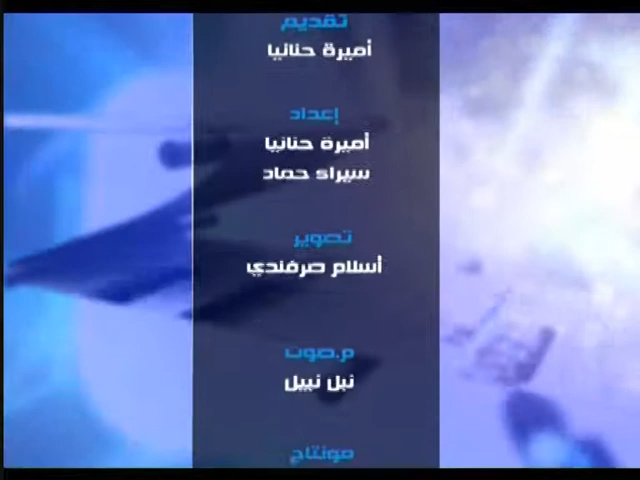 تقديم
أميرة حنانيا
إعداد
أميرة حنانيا
سيراء حماد
تصوير
أسلام صرفندي
م.صوت
نبل نبيل
مونتاج